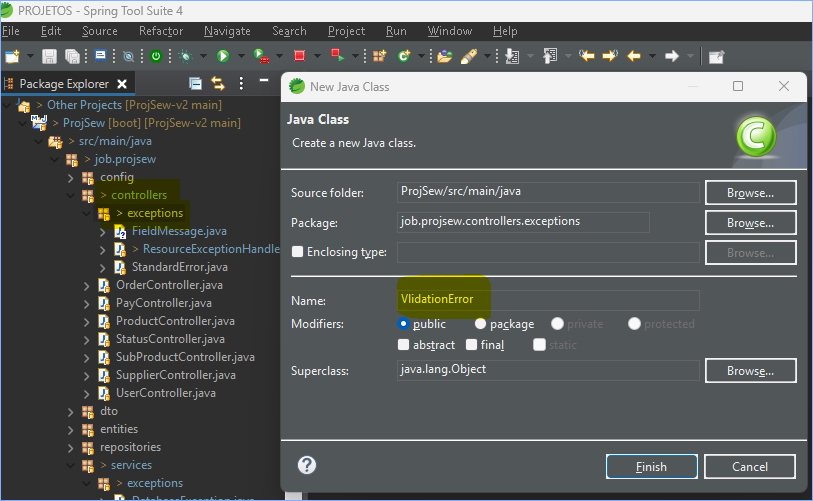 PROJETOS - Spring Tool Suite 4
File Edit Source Refactor Navigate Search Project Run Window Help
Package Explorer
> Other Projects [ProjSew-v2 main]
> ProjSew [boot] [ProjSew-v2 main]
> src/main/java
> job.projsew
config
> controllers
> exceptions
FieldMessage.java
> ResourceExceptionHandle
StandardError.java
OrderController.java
PayController.java
ProductController.java
StatusController.java
SubProductController.java
SupplierController.java
UserController.java
dto
entities
repositories
> services
> exceptions
DatabaseException.java
New Java Class
Java Class
Create a new Java class.
Source folder: ProjSew/src/main/java Browse...
Package: job.projsew.controllers.exceptions Browse...
Enclosing type: Browse...
Name: VlidationError
Modifiers: public package private protected
abstract final static
Superclass: java.lang.Object Browse...
Finish Cancel